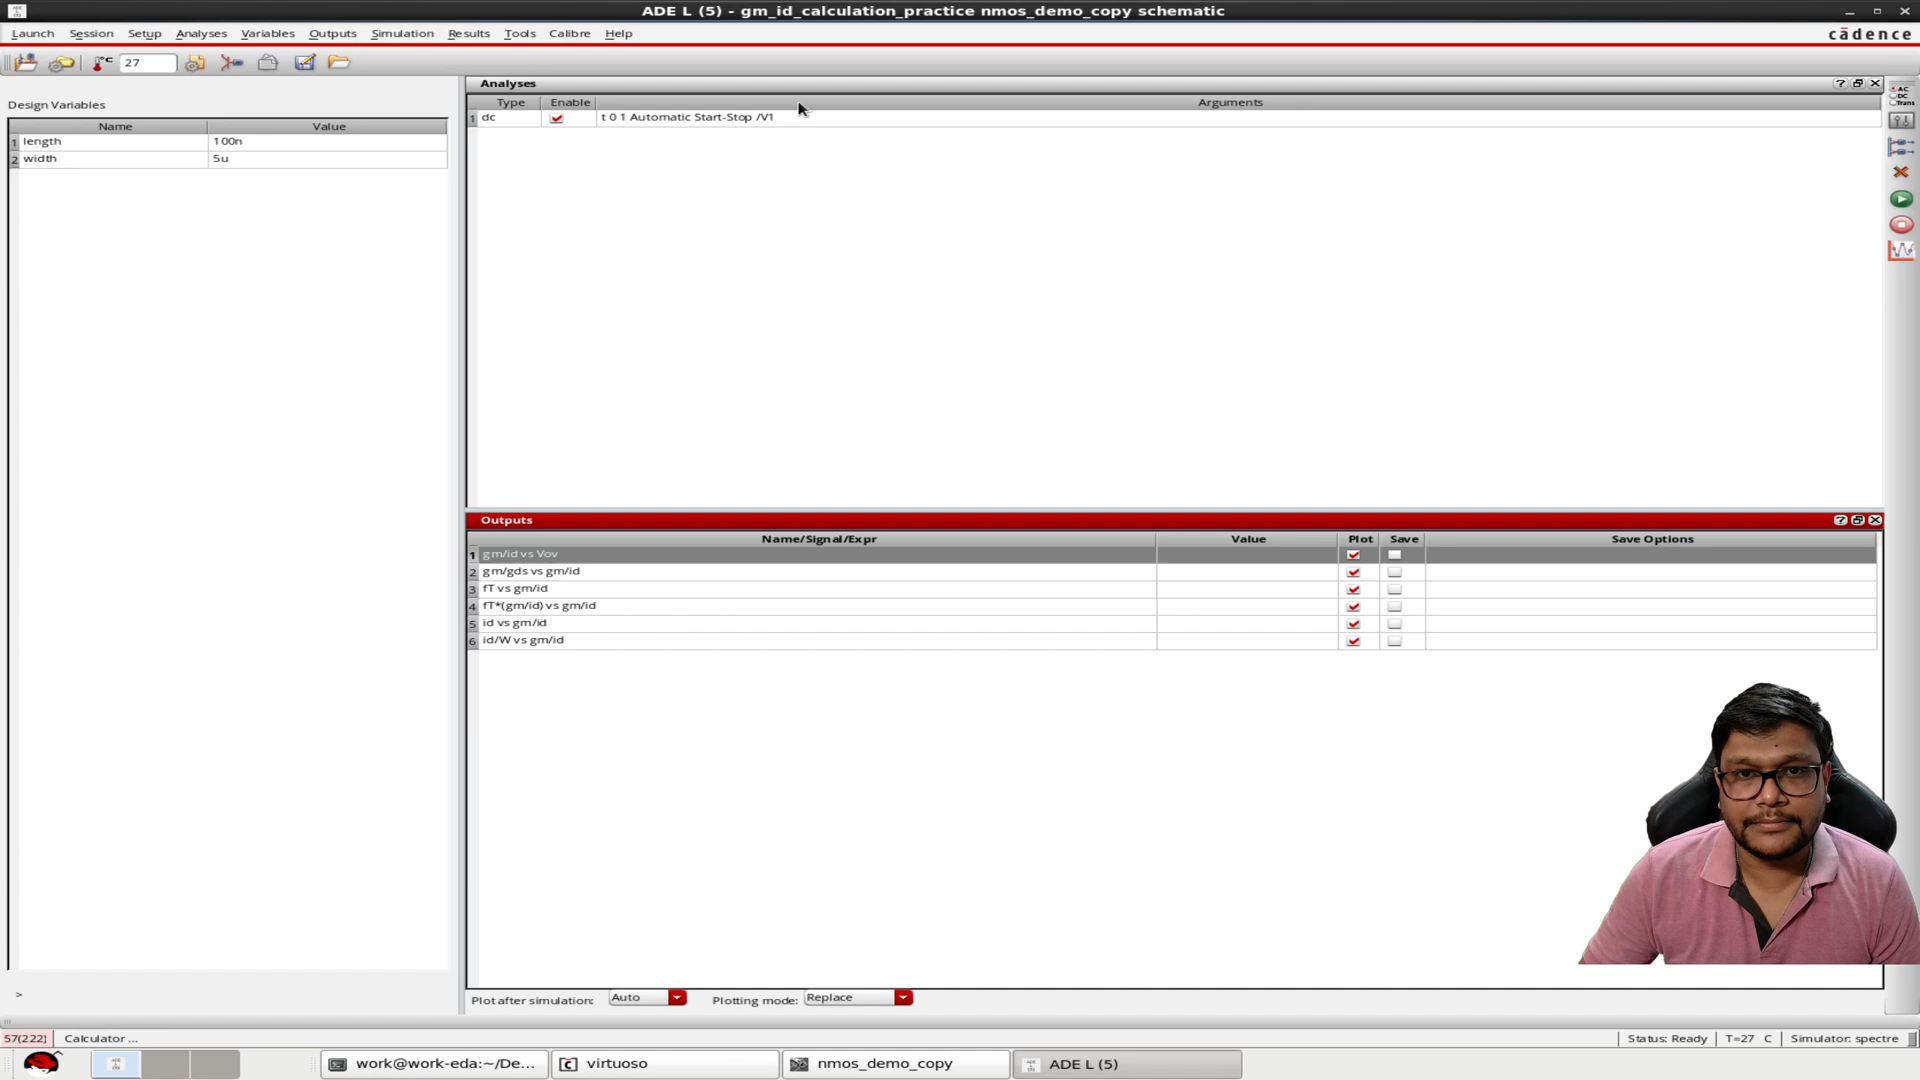 ADE L (5) - gm_id_calculation_practice nmos_demo_copy schematic
Launch Session Setup Analyses Variables Outputs Simulation Results Tools Calibre Help
cādence
°C 27
Design Variables
Name Value
1 length 100n
2 width 5u
Analyses
Type Enable Arguments
1 dc t 0 1 Automatic Start-Stop /V1
AC
DC
Trans
Outputs
Name/Signal/Expr Value Plot Save Save Options
1 gm/id vs Vov
2 gm/gds vs gm/id
3 fT vs gm/id
4 fT*(gm/id) vs gm/id
5 id vs gm/id
6 id/W vs gm/id
>
Plot after simulation: Auto Plotting mode: Replace
57(222) Calculator ...
Status: Ready T=27 C Simulator: spectre
work@work-eda:~/De... virtuoso nmos_demo_copy ADE L (5)